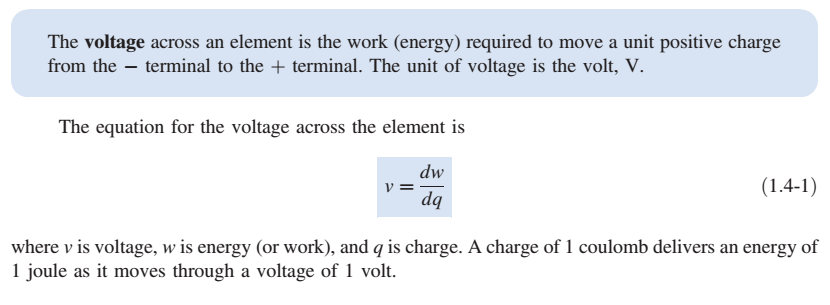 The voltage across an element is the work (energy) required to move a unit positive charge
from the − terminal to the + terminal. The unit of voltage is the volt, V.
The equation for the voltage across the element is
v = dw/dq (1.4-1)
where v is voltage, w is energy (or work), and q is charge. A charge of 1 coulomb delivers an energy of
1 joule as it moves through a voltage of 1 volt.